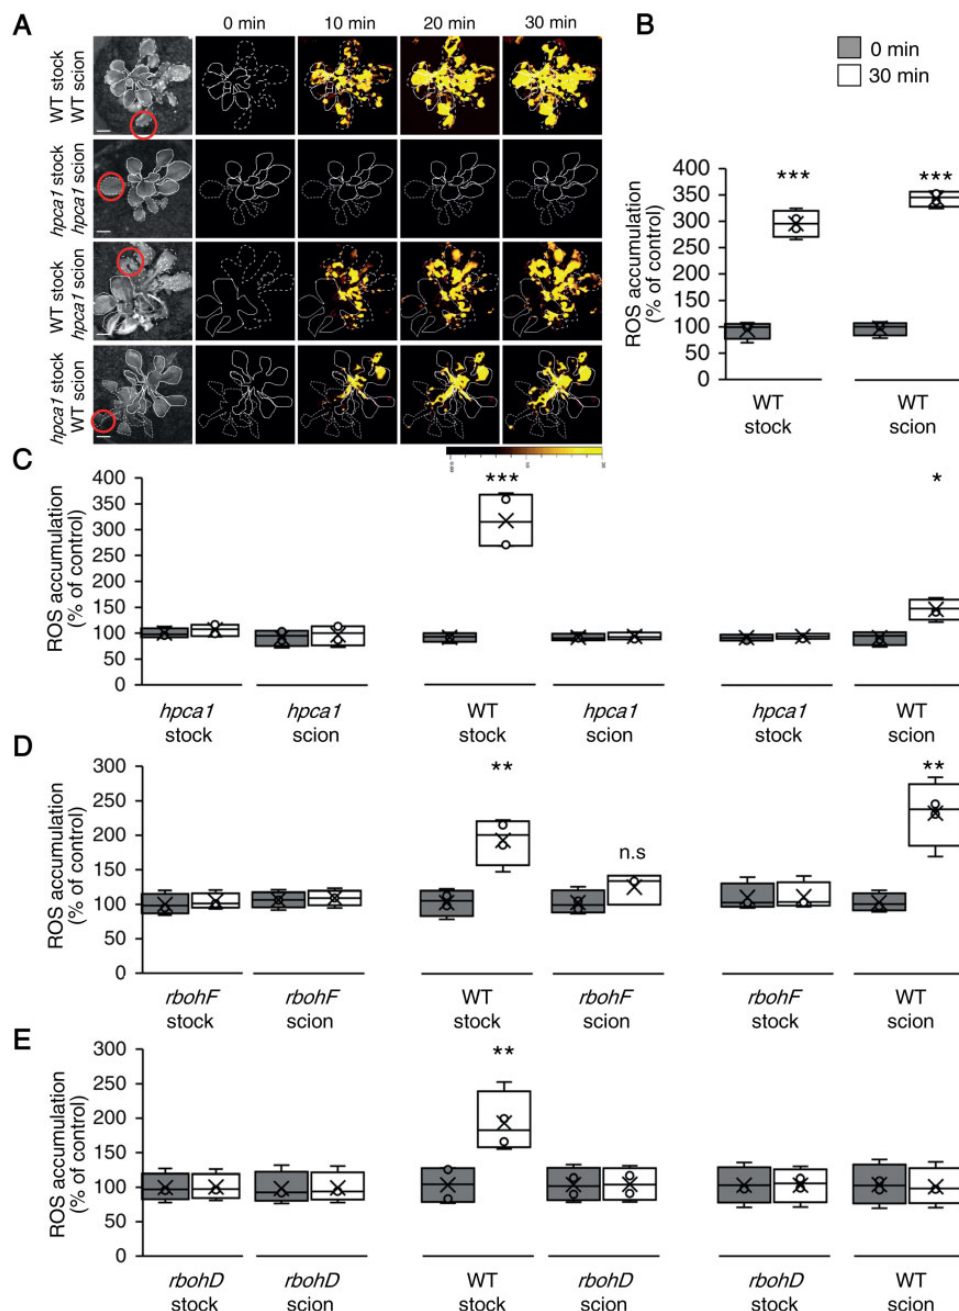 A
0 min
10 min
20 min
30 min
WT stock
WT scion
hpca1 stock
hpca1 scion
WT stock
hpca1 scion
hpca1 stock
WT scion
B
0 min
30 min
ROS accumulation
(% of control)
400
350
300
250
200
150
100
50
0
***
***
WT
stock
WT
scion
C
ROS accumulation
(% of control)
400
350
300
250
200
150
100
50
0
***
*
hpca1
stock
hpca1
scion
WT
stock
hpca1
scion
hpca1
stock
WT
scion
D
ROS accumulation
(% of control)
300
250
200
150
100
50
0
**
n.s
**
rbohF
stock
rbohF
scion
WT
stock
rbohF
scion
rbohF
stock
WT
scion
E
ROS accumulation
(% of control)
300
250
200
150
100
50
0
**
rbohD
stock
rbohD
scion
WT
stock
rbohD
scion
rbohD
stock
WT
scion